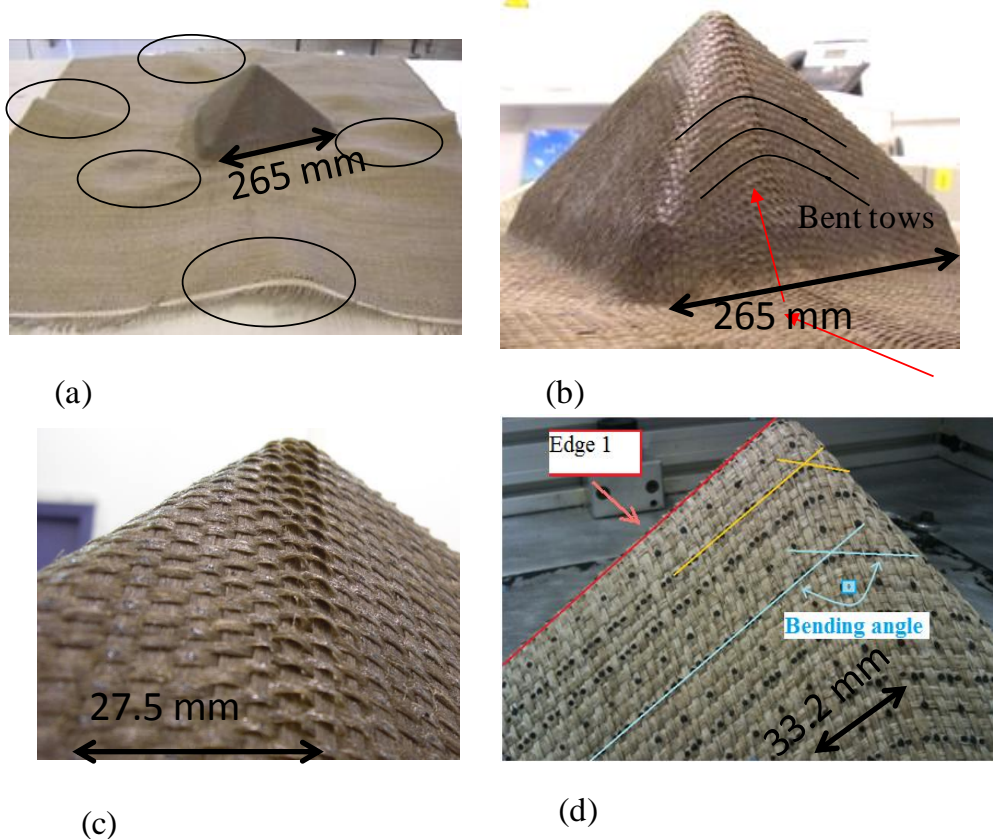 265 mm
Bent tows
265 mm
(a)
(b)
Edge 1
27.5 mm
Bending angle
33.2 mm
(c)
(d)